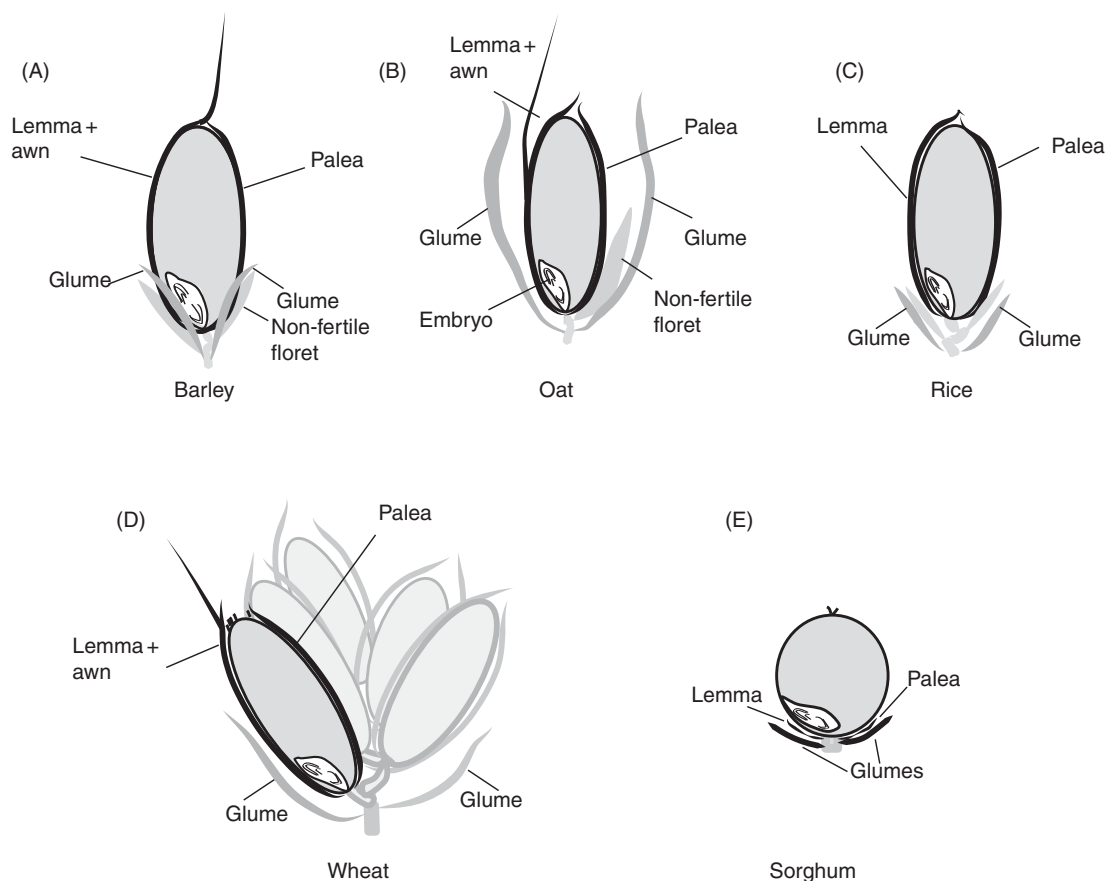 (A)
Lemma +
awn
Palea
Glume
Glume
Non-fertile
floret
Barley
(B)
Lemma +
awn
Palea
Glume
Glume
Embryo
Non-fertile
floret
Oat
(C)
Lemma
Palea
Glume
Glume
Rice
(D)
Palea
Lemma +
awn
Glume
Glume
Wheat
(E)
Lemma
Palea
Glumes
Sorghum